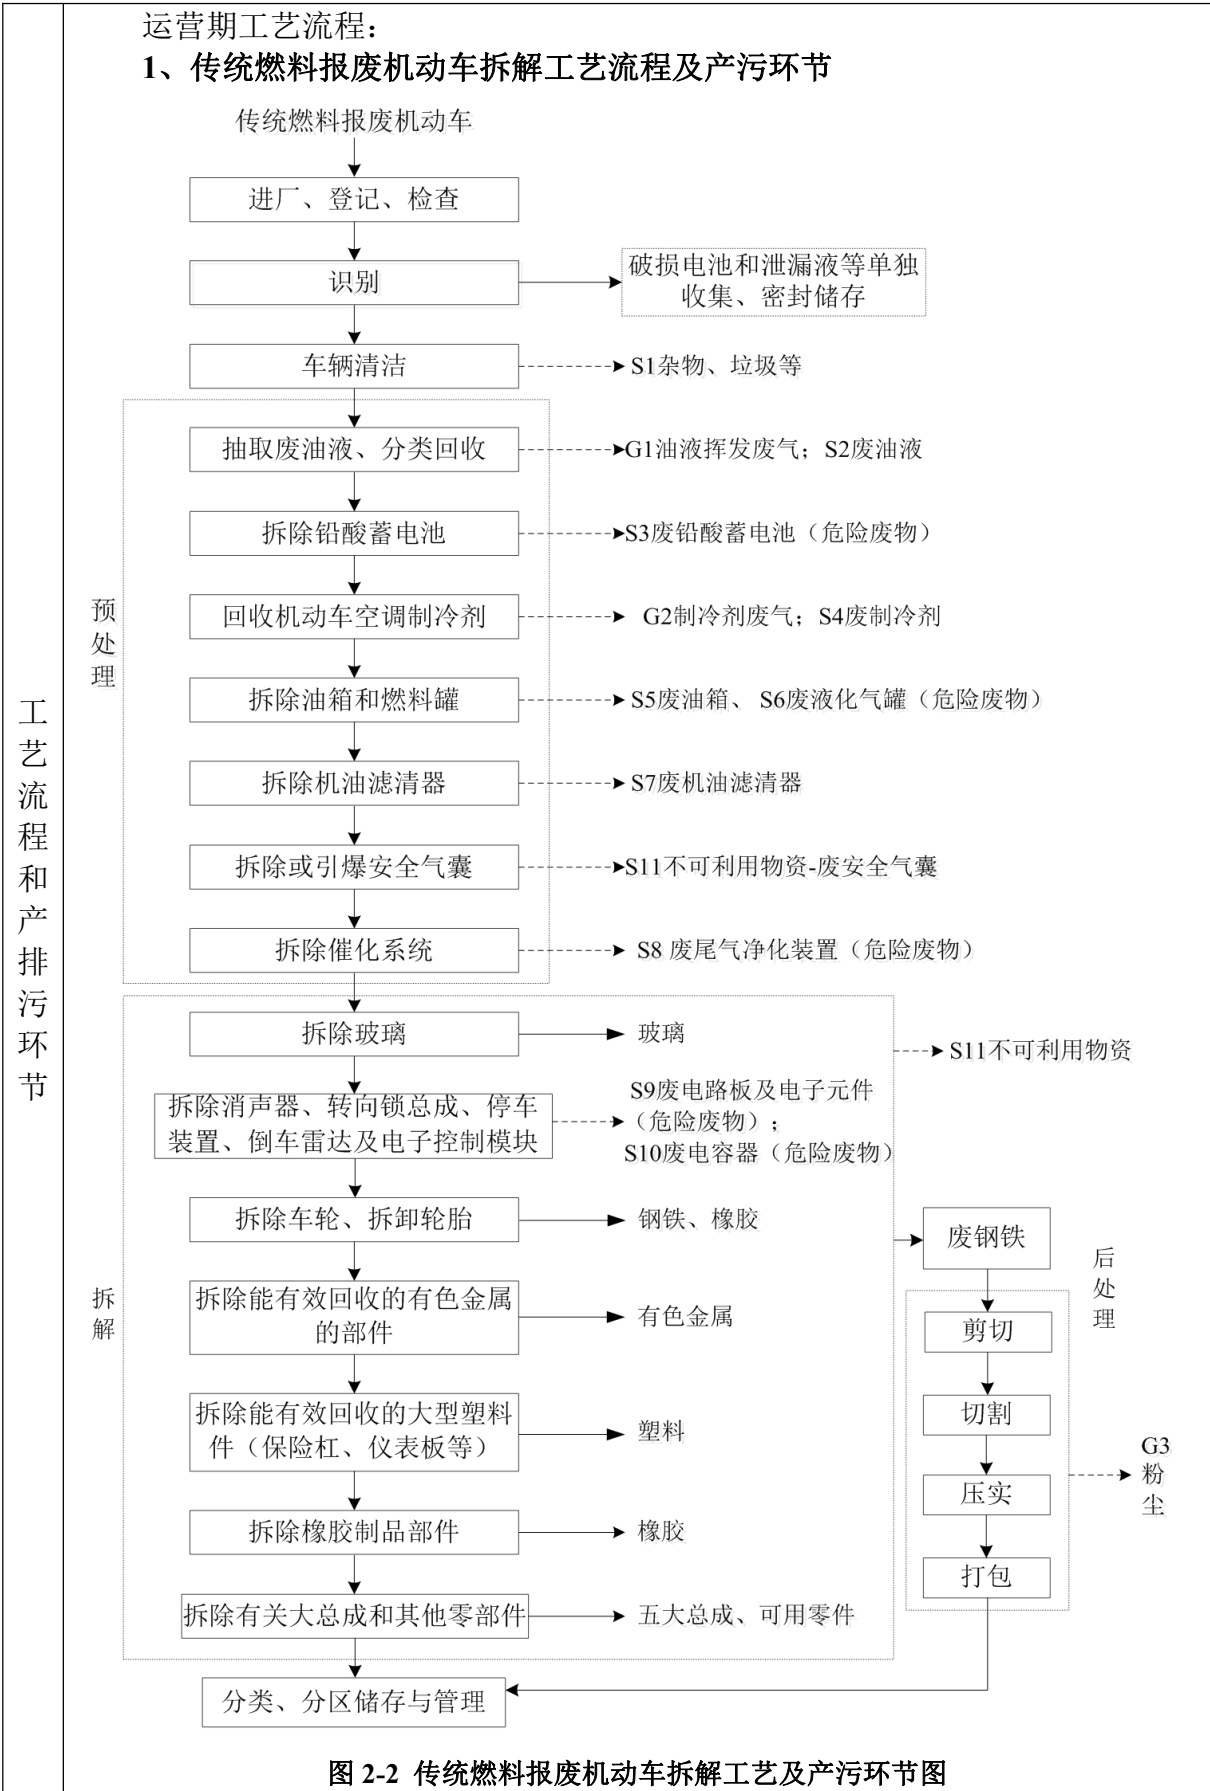 运营期工艺流程：
1、传统燃料报废机动车拆解工艺流程及产污环节
传统燃料报废机动车
进厂、登记、检查
识别
破损电池和泄漏液等单独
收集、密封储存
车辆清洁
S1杂物、垃圾等
抽取废油液、分类回收
G1油液挥发废气；S2废油液
拆除铅酸蓄电池
S3废铅酸蓄电池（危险废物）
预处理
回收机动车空调制冷剂
G2制冷剂废气；S4废制冷剂
拆除油箱和燃料罐
S5废油箱、 S6废液化气罐（危险废物）
拆除机油滤清器
S7废机油滤清器
拆除或引爆安全气囊
S11不可利用物资-废安全气囊
拆除催化系统
S8 废尾气净化装置（危险废物）
工艺流程和产排污环节
拆除玻璃
玻璃
S11不可利用物资
拆除消声器、转向锁总成、停车
装置、倒车雷达及电子控制模块
S9废电路板及电子元件
（危险废物）；
S10废电容器（危险废物）
拆除车轮、拆卸轮胎
钢铁、橡胶
废钢铁
后处理
拆解
拆除能有效回收的有色金属
的部件
有色金属
剪切
拆除能有效回收的大型塑料
件（保险杠、仪表板等）
塑料
切割
G3
粉
尘
压实
拆除橡胶制品部件
橡胶
打包
拆除有关大总成和其他零部件
五大总成、可用零件
分类、分区储存与管理
图 2-2 传统燃料报废机动车拆解工艺及产污环节图